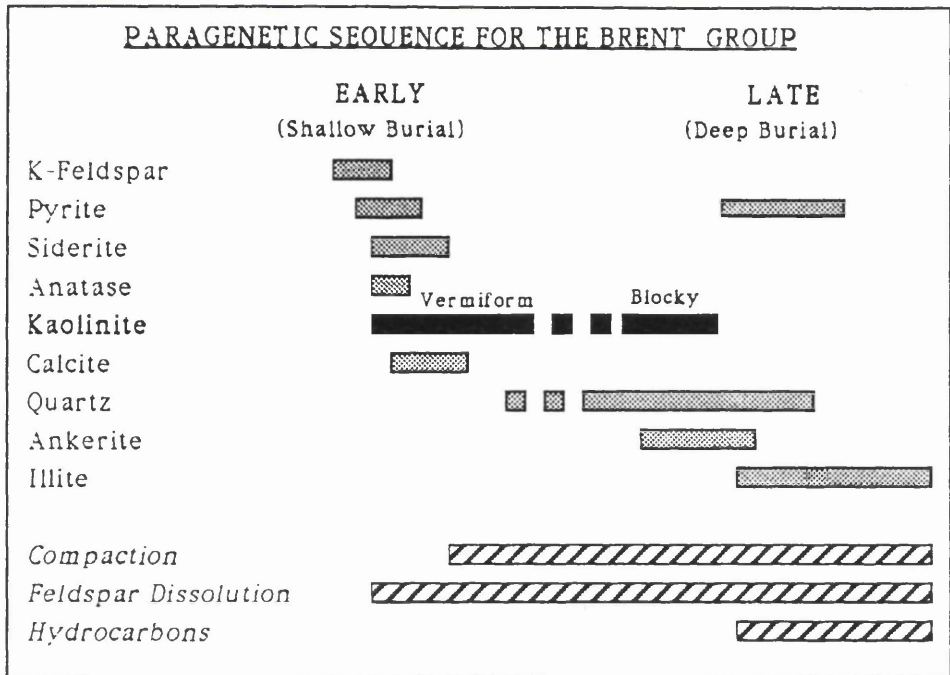 PARAGENETIC SEQUENCE FOR THE BRENT GROUP
EARLY LATE
(Shallow Burial) (Deep Burial)
K-Feldspar
Pyrite
Siderite
Anatase
Vermiform Blocky
Kaolinite
Calcite
Quartz
Ankerite
Illite
Compaction
Feldspar Dissolution
Hydrocarbons